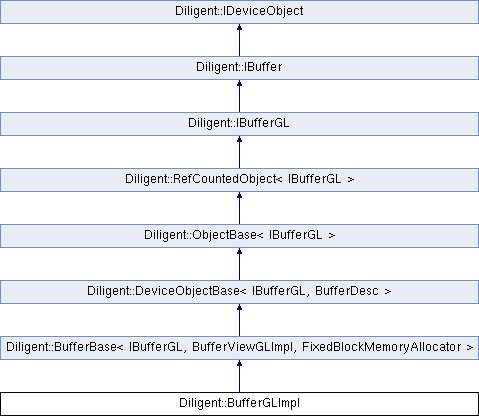 Diligent::IDeviceObject
Diligent::IBuffer
Diligent::IBufferGL
Diligent::RefCountedObject< IBufferGL >
Diligent::ObjectBase< IBufferGL >
Diligent::DeviceObjectBase< IBufferGL, BufferDesc >
Diligent::BufferBase< IBufferGL, BufferViewGLImpl, FixedBlockMemoryAllocator >
Diligent::BufferGLImpl